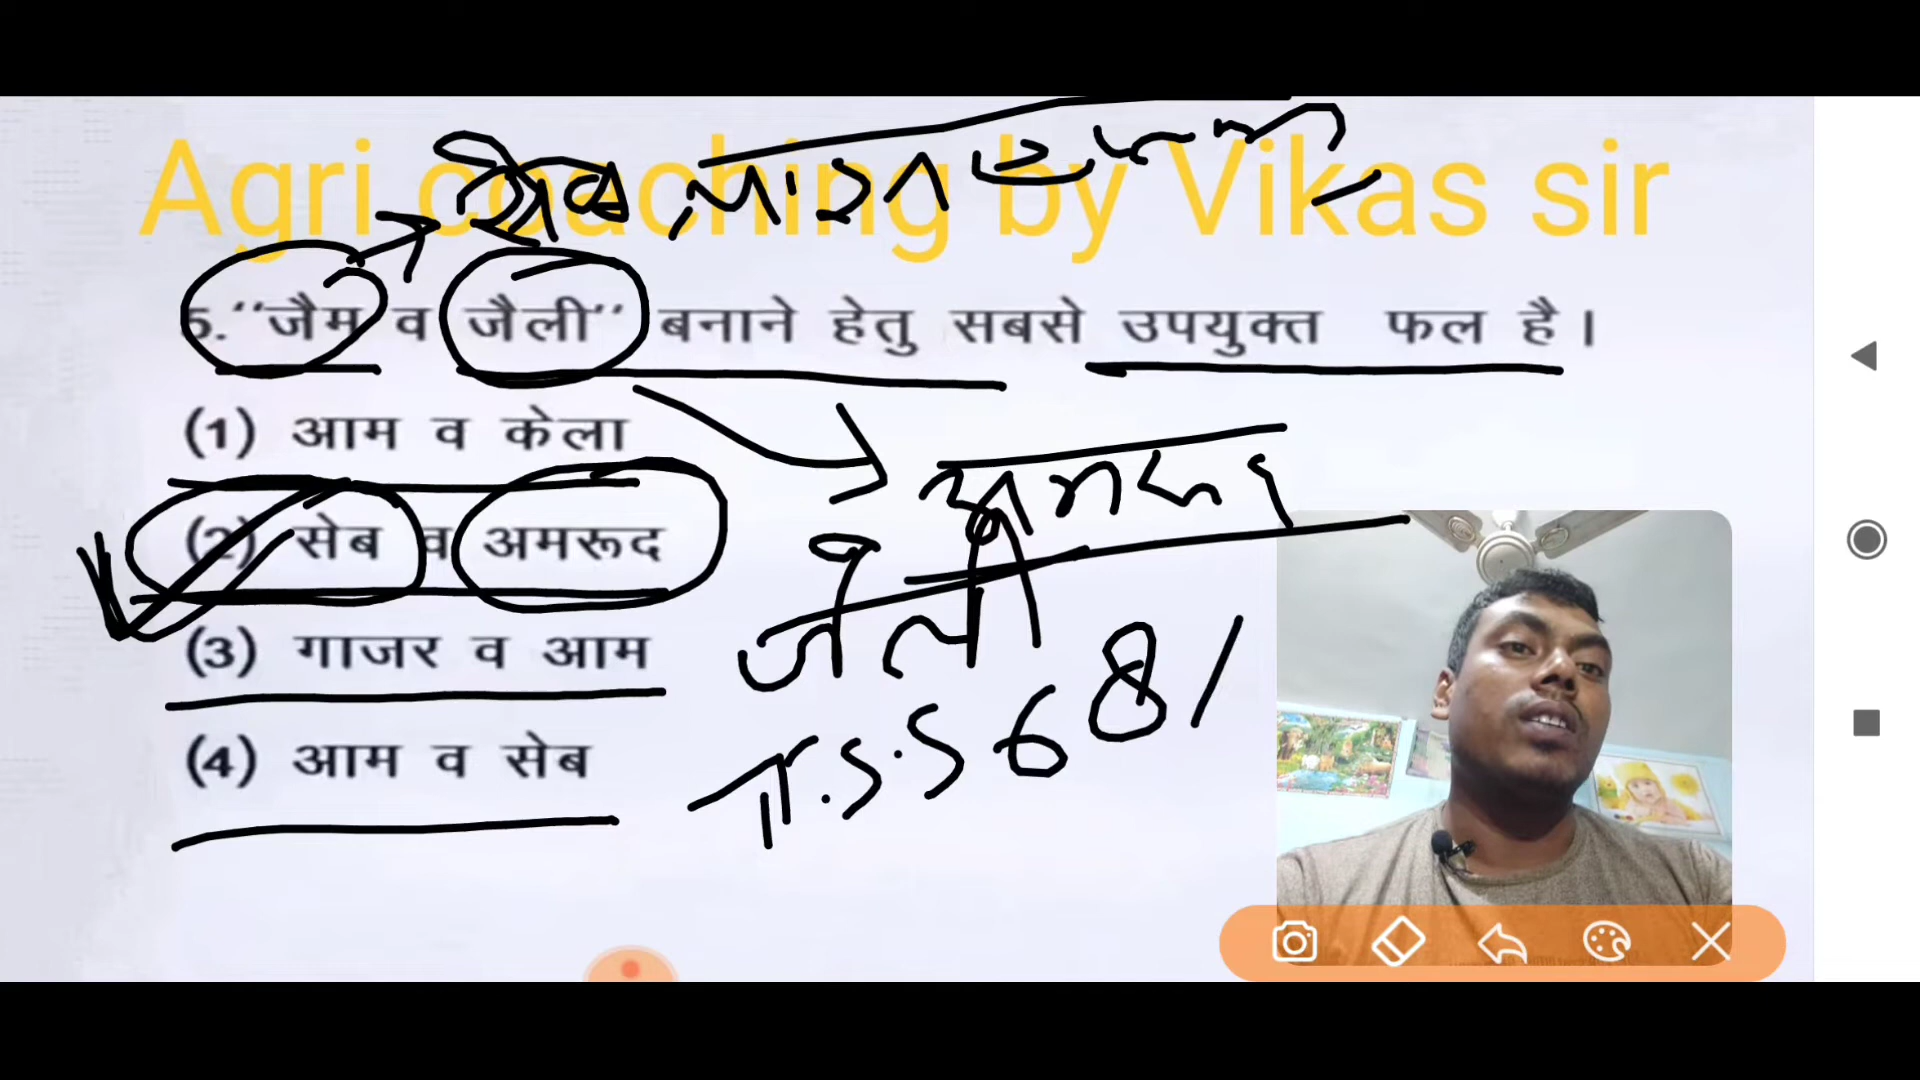 Agri coaching by Vikas sir
सेब
5.‘‘जैम व जैली’’ बनाने हेतु सबसे उपयुक्त फल है।
(1) आम व केला
अमरूद
(2) सेब व अमरूद
जैली
(3) गाजर व आम
T.S.S 68%
(4) आम व सेब